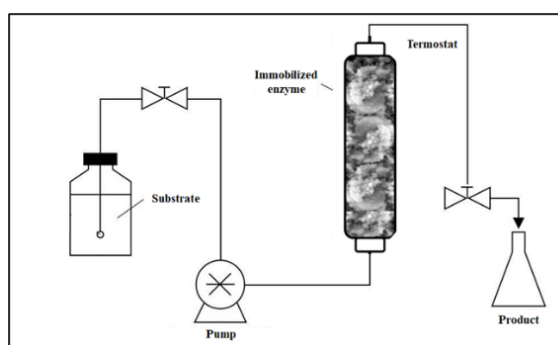 Termostat
Immobilized
enzyme
Substrate
Pump
Product